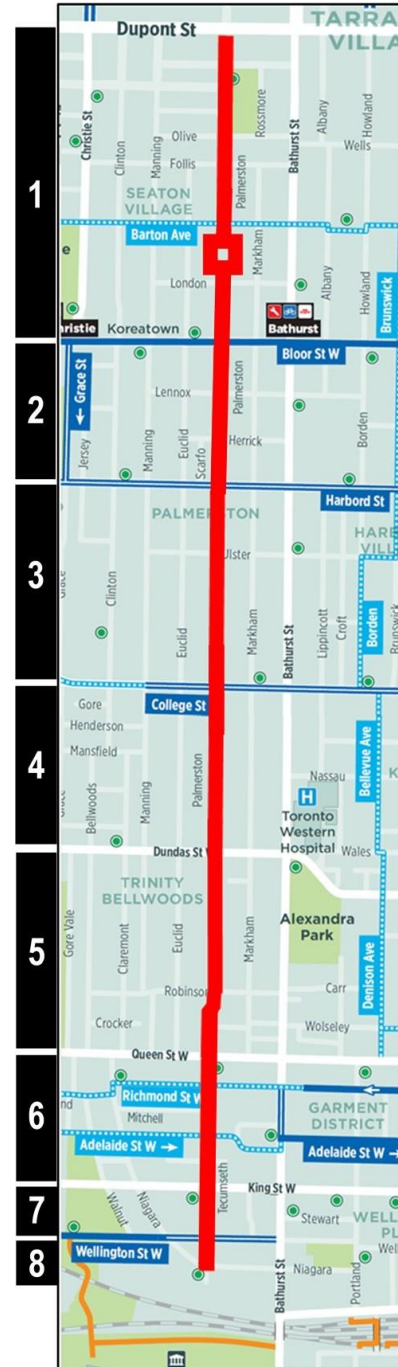 Dupont St
TARRA
VILLA
1
Christie St
Clinton
Manning
Olive
Follis
Rossmore
Palmerston
Bathurst St
Albany
Howland
Wells
SEATON
VILLAGE
Barton Ave
London
Markham
Albany
Howland
Brunswick
hristie
Koreatown
Bathurst
Bloor St W
2
← Grace St
Jersey
Lennox
Manning
Euclid
Scarfo
Palmerston
Herrick
Borden
Harbord St
3
PALMERSTON
HARB
VILL
Ulster
Clinton
Euclid
Markham
Bathurst St
Lippincott
Croft
Borden
Brunswick
College St
4
Gore
Henderson
Mansfield
Bellwoods
Manning
Palmerston
Nassau
Bellevue Ave
K
H
Toronto
Western
Hospital
Wales
Dundas St W
5
TRINITY
BELLWOODS
Gore Vale
Claremont
Euclid
Markham
Alexandra
Park
Denison Ave
Robinson
Carr
Crocker
Wolseley
Queen St W
6
Richmond St W
Mitchell
GARMENT
DISTRICT
←
Adelaide St W →
Adelaide St W →
King St W
7
Walnut
Niagara
Tecumseth
Stewart
WELL
PL
Well
Wellington St W
8
Bathurst St
Niagara
Portland